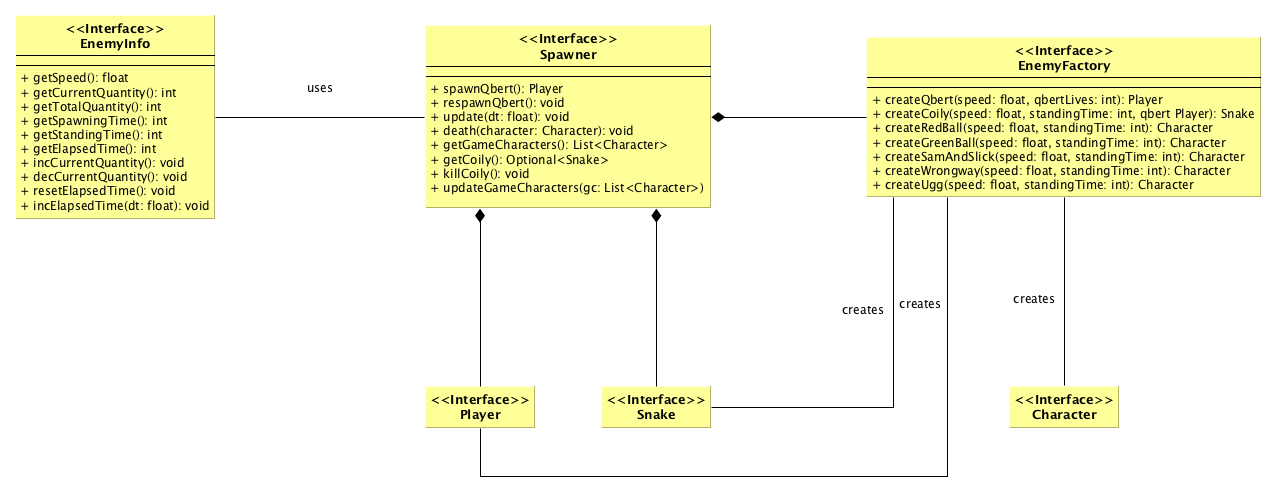 <<Interface>>
EnemyInfo
+ getSpeed(): float
+ getCurrentQuantity(): int
+ getTotalQuantity(): int
+ getSpawningTime(): int
+ getStandingTime(): int
+ getElapsedTime(): int
+ incCurrentQuantity(): void
+ decCurrentQuantity(): void
+ resetElapsedTime(): void
+ incElapsedTime(dt: float): void
uses
<<Interface>>
Spawner
+ spawnQbert(): Player
+ respawnQbert(): void
+ update(dt: float): void
+ death(character: Character): void
+ getGameCharacters(): List<Character>
+ getCoily(): Optional<Snake>
+ killCoily(): void
+ updateGameCharacters(gc: List<Character>)
<<Interface>>
EnemyFactory
+ createQbert(speed: float, qbertLives: int): Player
+ createCoily(speed: float, standingTime: int, qbert Player): Snake
+ createRedBall(speed: float, standingTime: int): Character
+ createGreenBall(speed: float, standingTime: int): Character
+ createSamAndSlick(speed: float, standingTime: int): Character
+ createWrongway(speed: float, standingTime: int): Character
+ createUgg(speed: float, standingTime: int): Character
creates
creates
creates
<<Interface>>
Player
<<Interface>>
Snake
<<Interface>>
Character